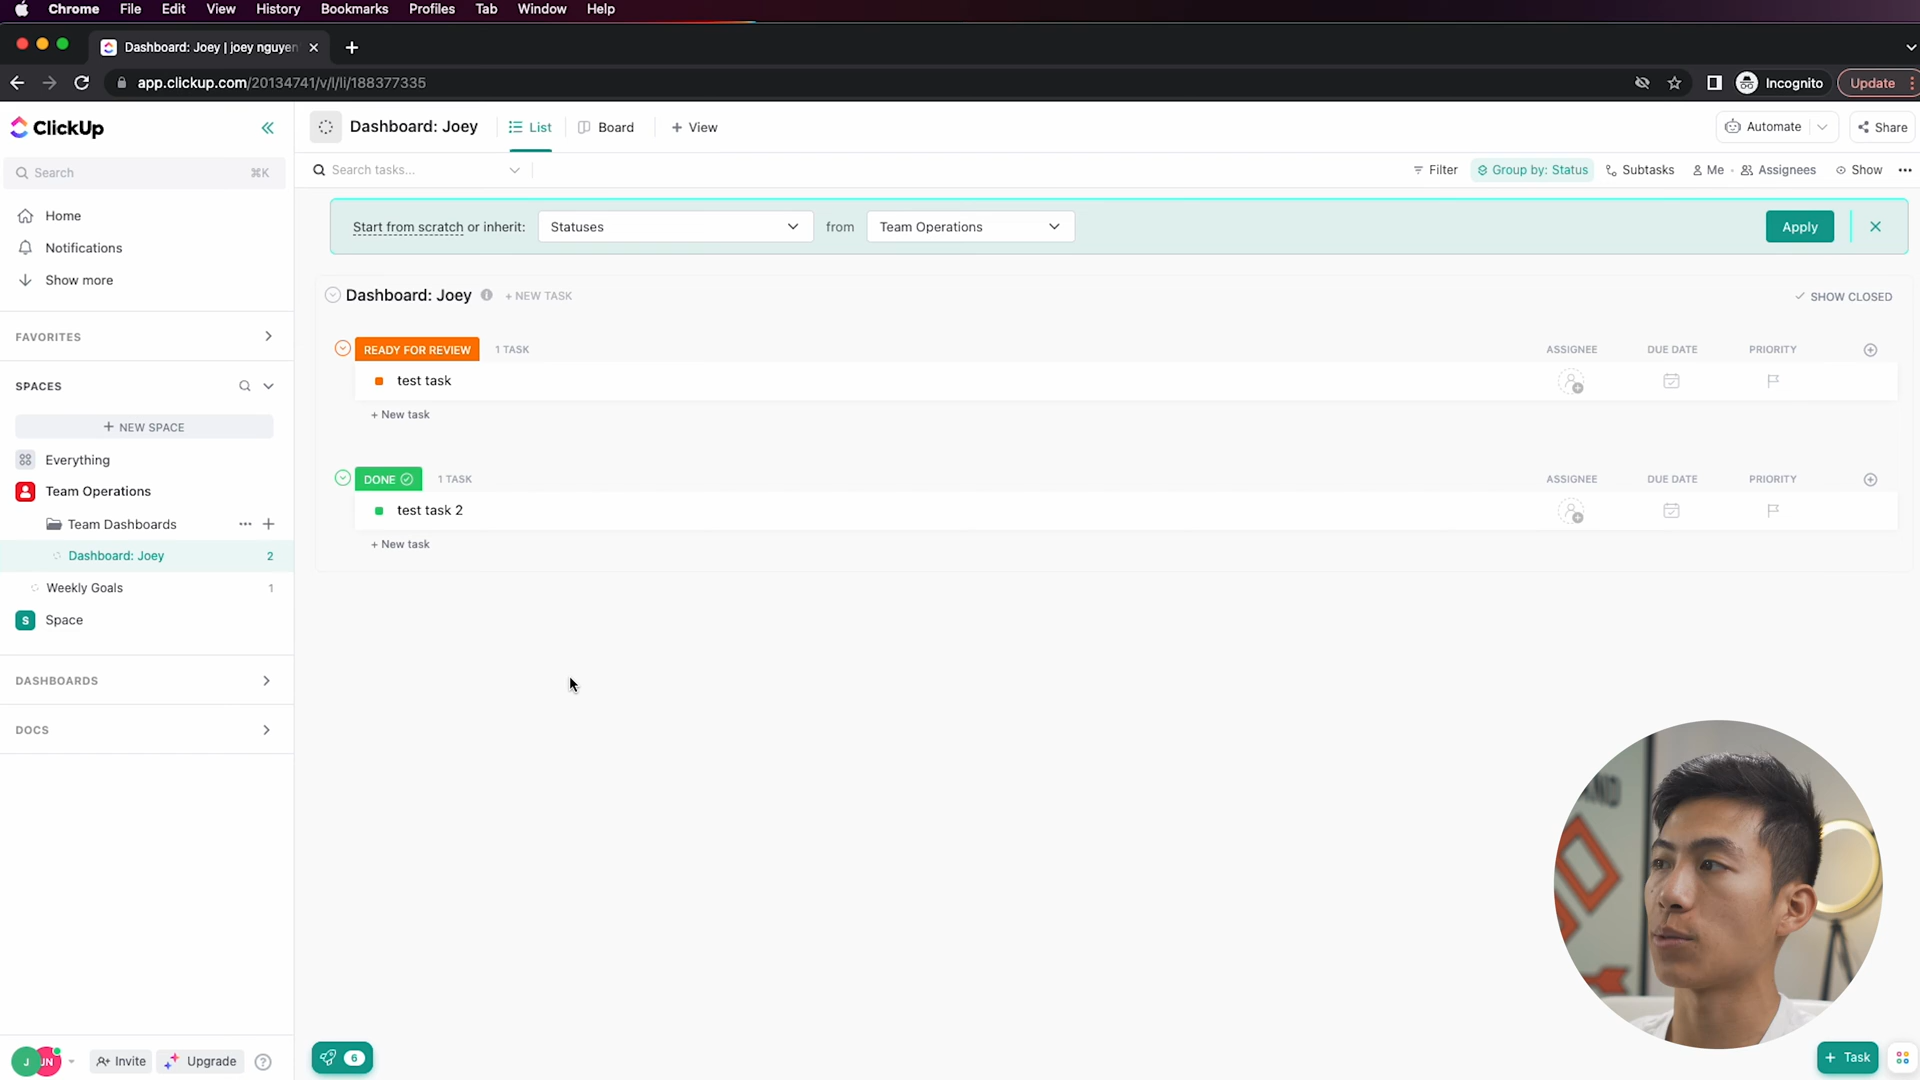 Chrome File Edit View History Bookmarks Profiles Tab Window Help
Dashboard: Joey | joey nguyen
app.clickup.com/20134741/v/l/li/188377335
Incognito
Update
ClickUp
Dashboard: Joey
List
Board
+ View
Automate
Share
Search ⌘K
Search tasks...
Filter
Group by: Status
Subtasks
Me
Assignees
Show
Home
Notifications
Show more
Start from scratch or inherit: Statuses from Team Operations Apply
FAVORITES
SPACES
+ NEW SPACE
Everything
Team Operations
Team Dashboards
Dashboard: Joey 2
Weekly Goals 1
S Space
DASHBOARDS
DOCS
Dashboard: Joey + NEW TASK
SHOW CLOSED
READY FOR REVIEW 1 TASK ASSIGNEE DUE DATE PRIORITY
test task
+ New task
DONE 1 TASK ASSIGNEE DUE DATE PRIORITY
test task 2
+ New task
J JN Invite Upgrade ?
6
+ Task